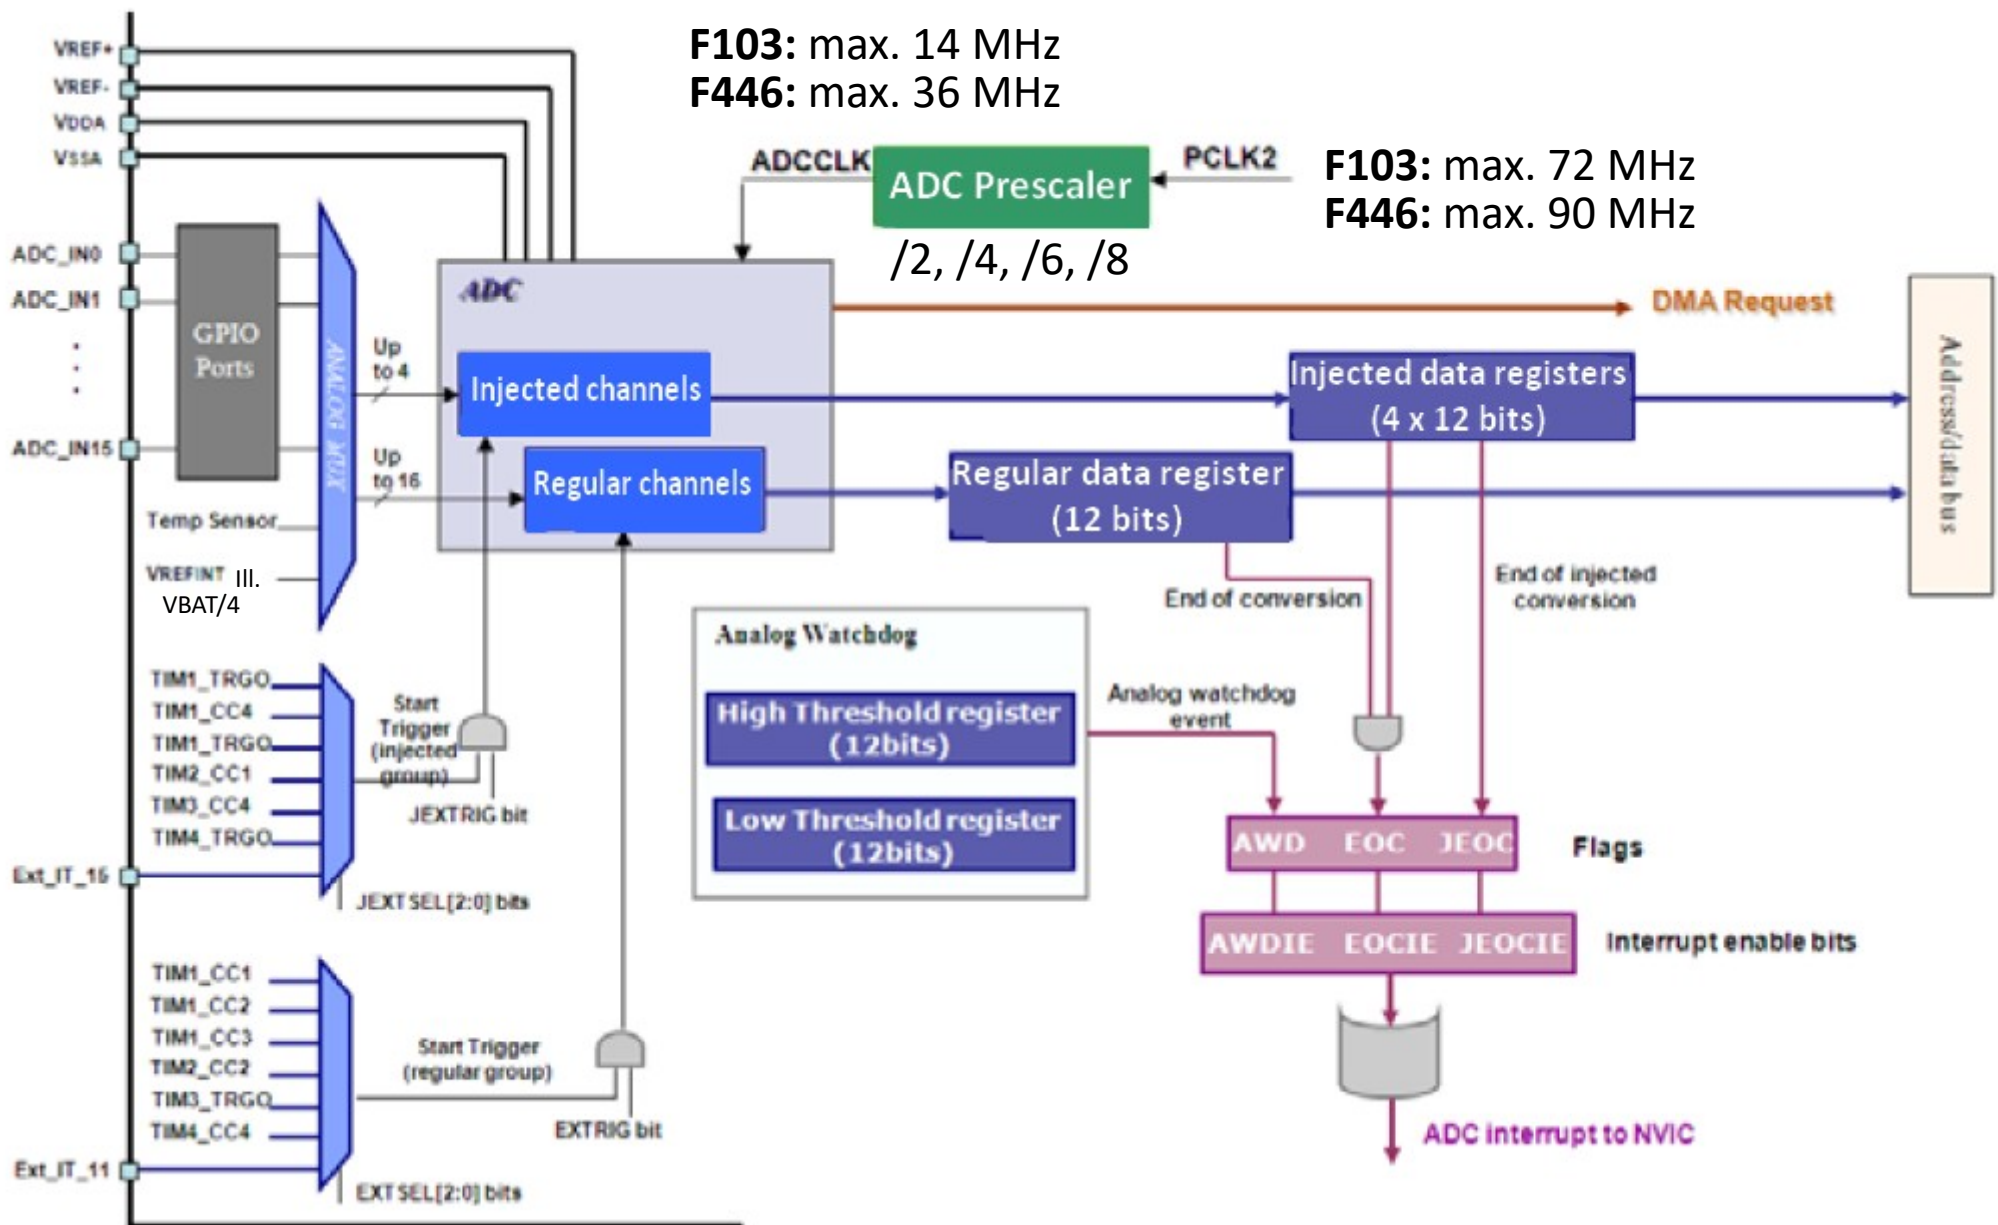 VREF+
VREF-
VDDA
VSSA
F103: max. 14 MHz
F446: max. 36 MHz
ADCCLK
ADC Prescaler
PCLK2
/2, /4, /6, /8
F103: max. 72 MHz
F446: max. 90 MHz
ADC_IN0
ADC_IN1
ADC_IN15
GPIO
Ports
ANALOG MUX
Temp Sensor
VREFINT Ill.
VBAT/4
Up
to 4
Up
to 16
ADC
Injected channels
Regular channels
DMA Request
Injected data registers
(4 x 12 bits)
Regular data register
(12 bits)
Address/data bus
End of conversion
End of injected
conversion
Analog Watchdog
High Threshold register
(12bits)
Low Threshold register
(12bits)
Analog watchdog
event
TIM1_TRGO
TIM1_CC4
TIM1_TRGO
TIM2_CC1
TIM3_CC4
TIM4_TRGO
Ext_IT_15
Start
Trigger
(injected
group)
JEXTRIG bit
JEXTSEL[2:0] bits
AWD EOC JEOC
Flags
AWDIE EOCIE JEOCIE
Interrupt enable bits
ADC interrupt to NVIC
TIM1_CC1
TIM1_CC2
TIM1_CC3
TIM2_CC2
TIM3_TRGO
TIM4_CC4
Ext_IT_11
Start Trigger
(regular group)
EXTRIG bit
EXTSEL[2:0] bits